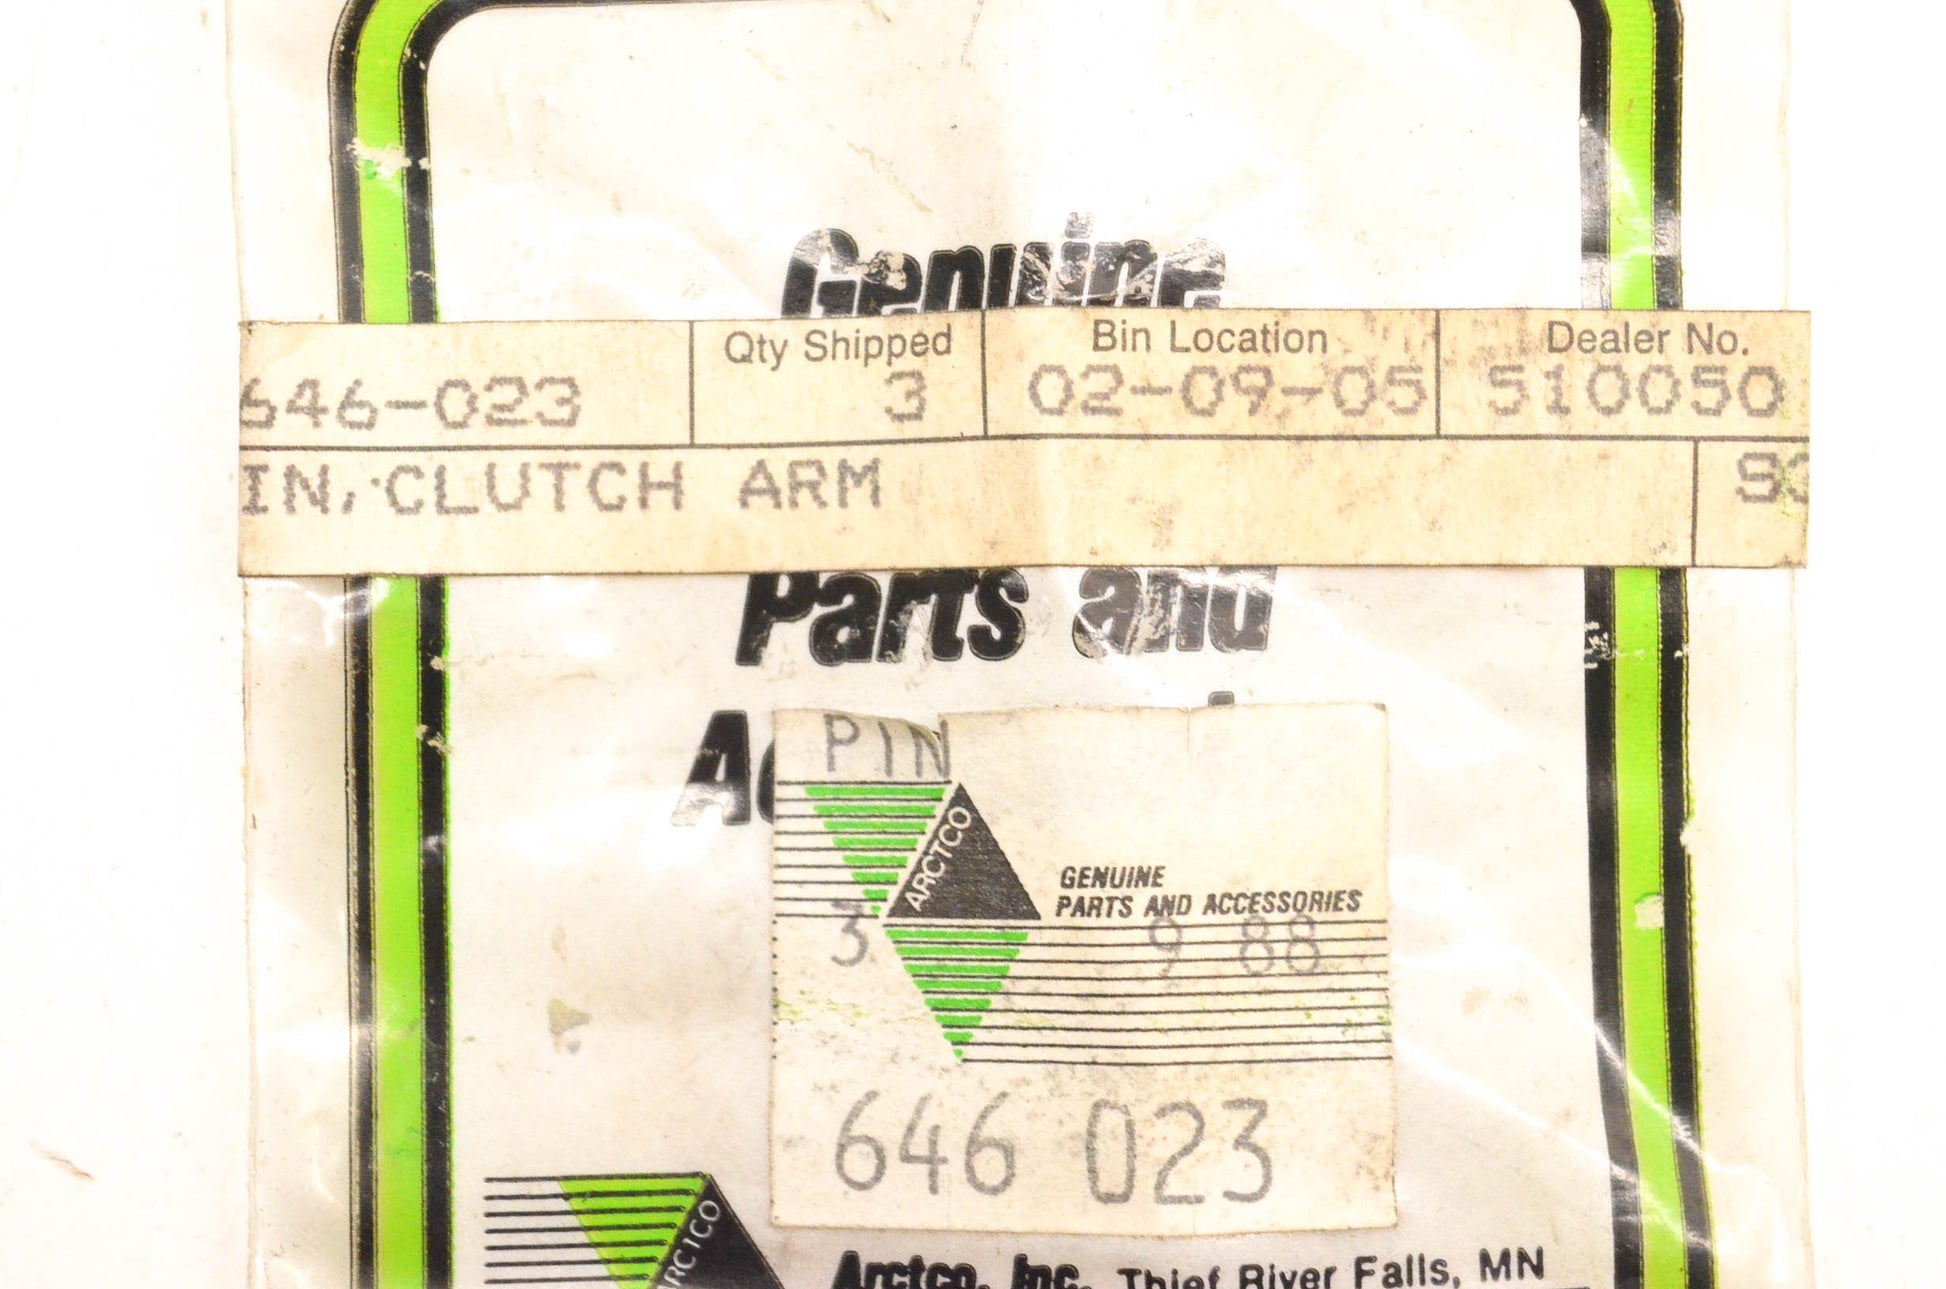 Genuine
Qty Shipped Bin Location Dealer No.
646-023 3 02-09-05 510050
IN, CLUTCH ARM
Parts and
PIN
ARCTCO
GENUINE
PARTS AND ACCESSORIES
3 9 88
646 023
ARCTCO
Arctco, Inc. Thief River Falls, MN